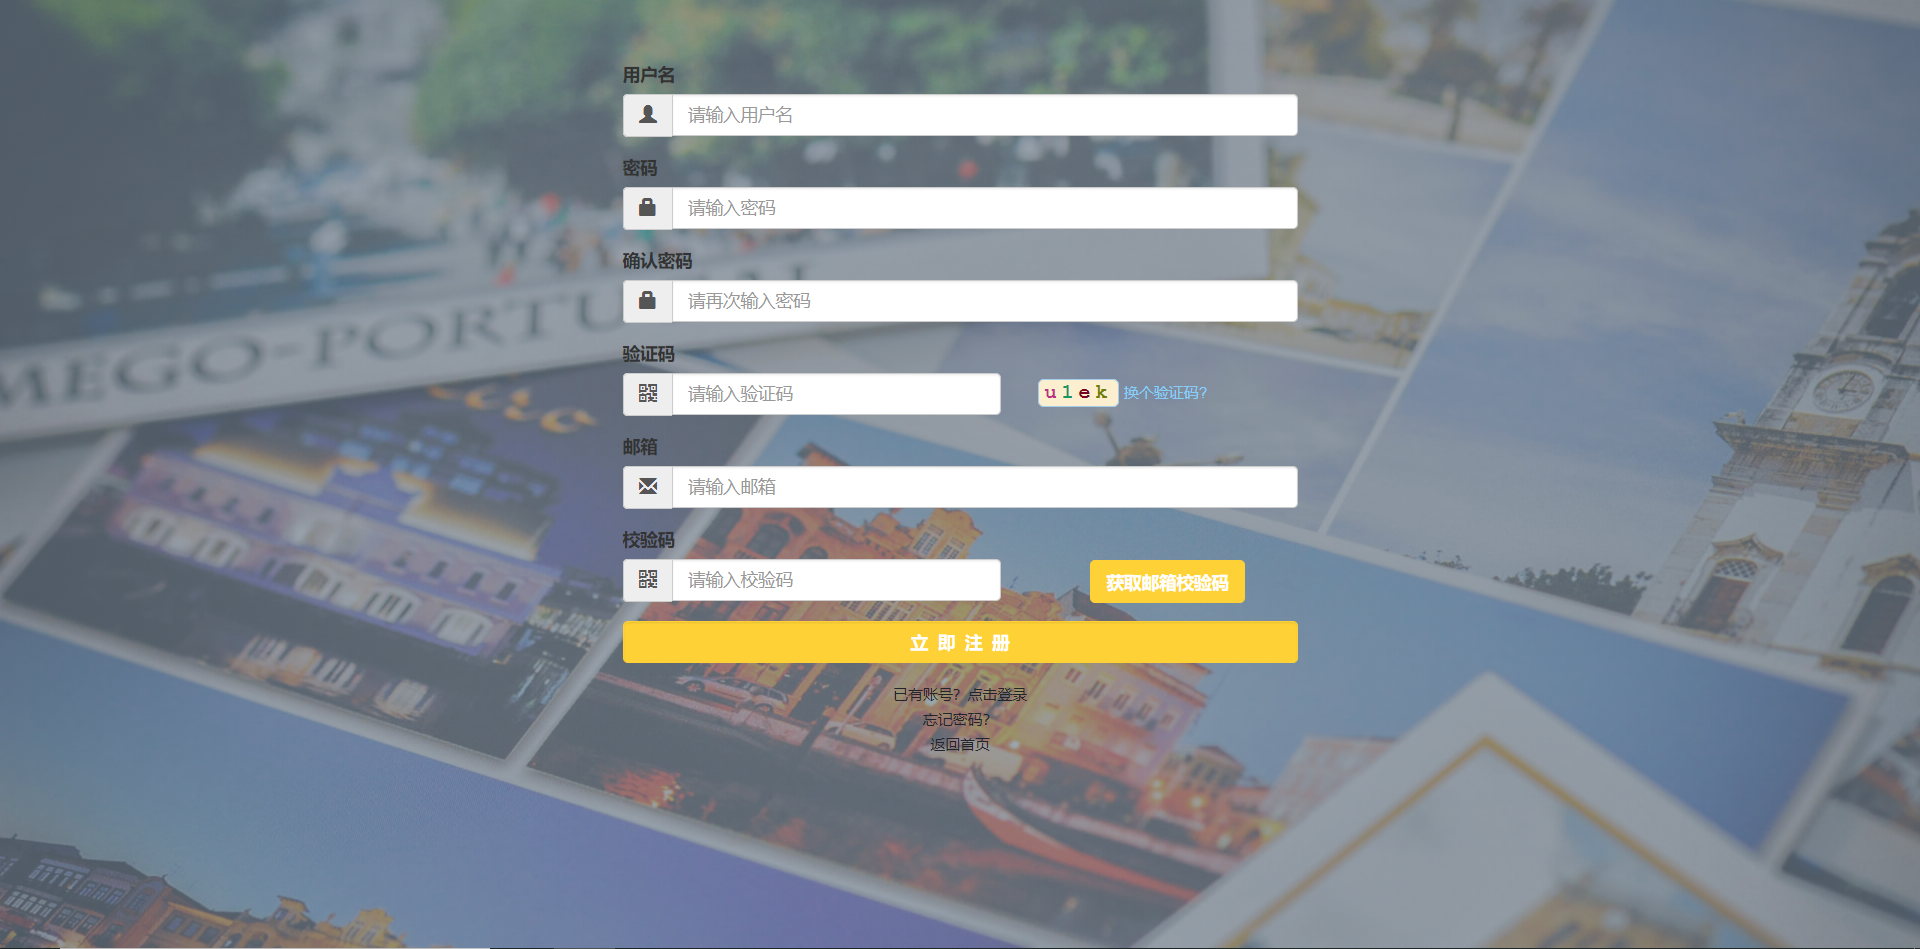 用户名
请输入用户名
密码
请输入密码
确认密码
请再次输入密码
验证码
请输入验证码
u1ek 换个验证码?
邮箱
请输入邮箱
校验码
请输入校验码
获取邮箱校验码
立即注册
已有账号？点击登录
忘记密码?
返回首页
MEGO-PORTU